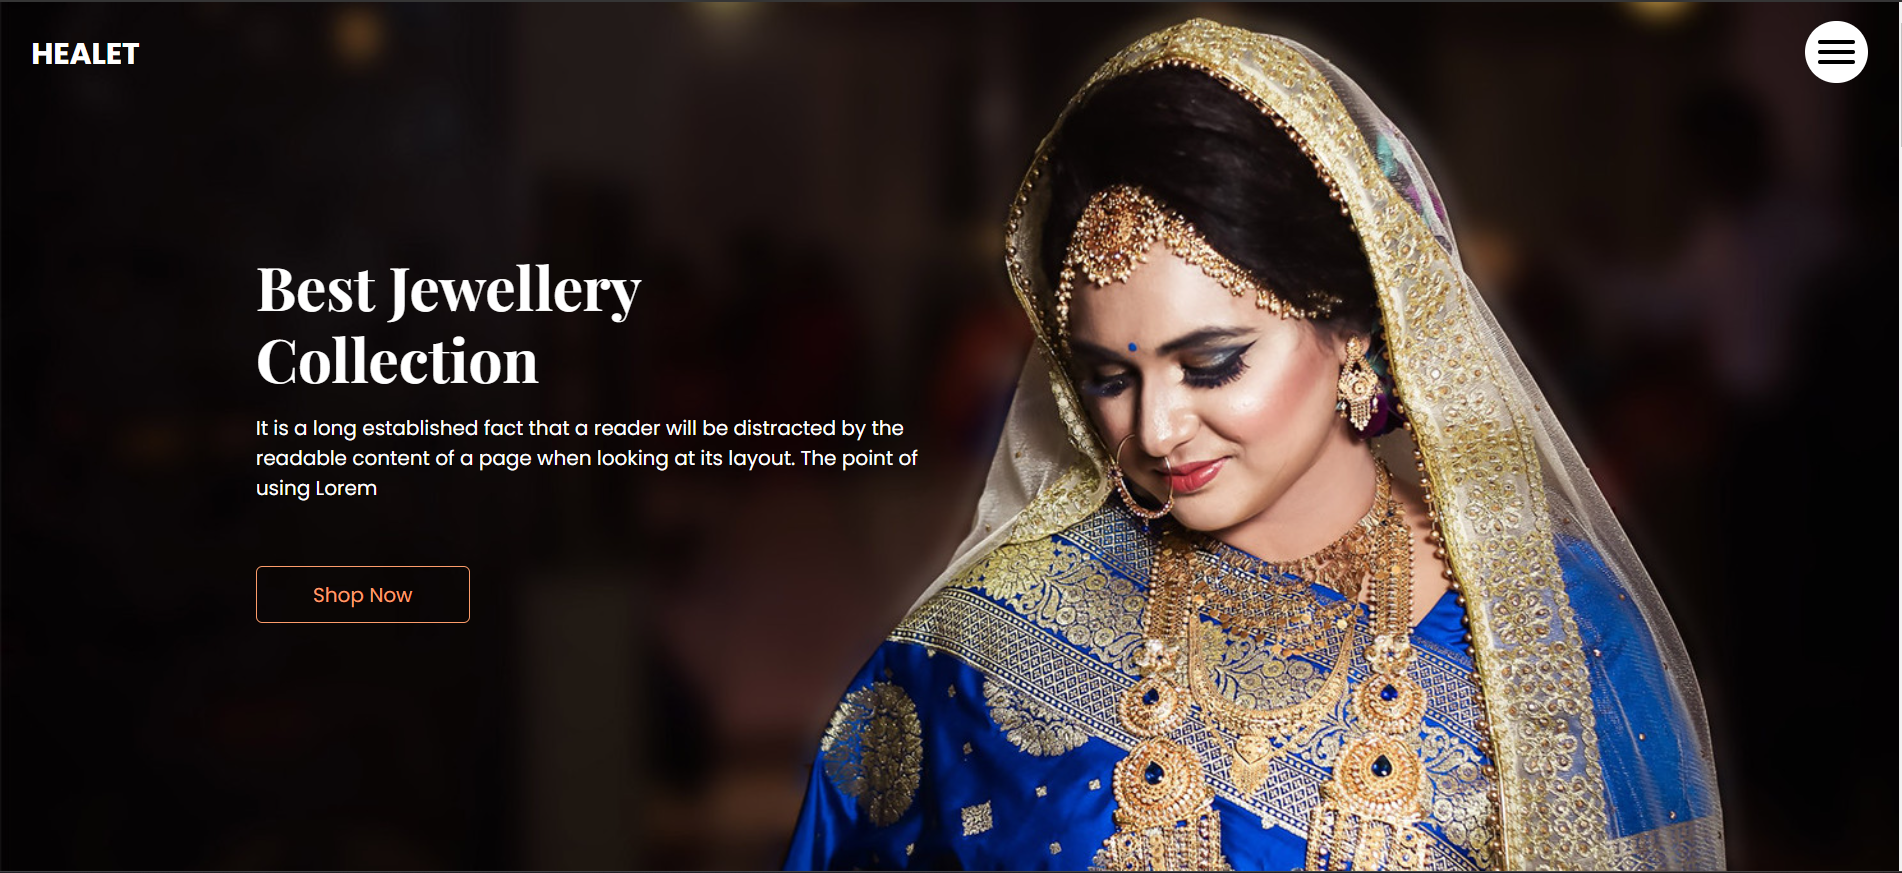 HEALET
Best Jewellery
Collection
It is a long established fact that a reader will be distracted by the
readable content of a page when looking at its layout. The point of
using Lorem
Shop Now